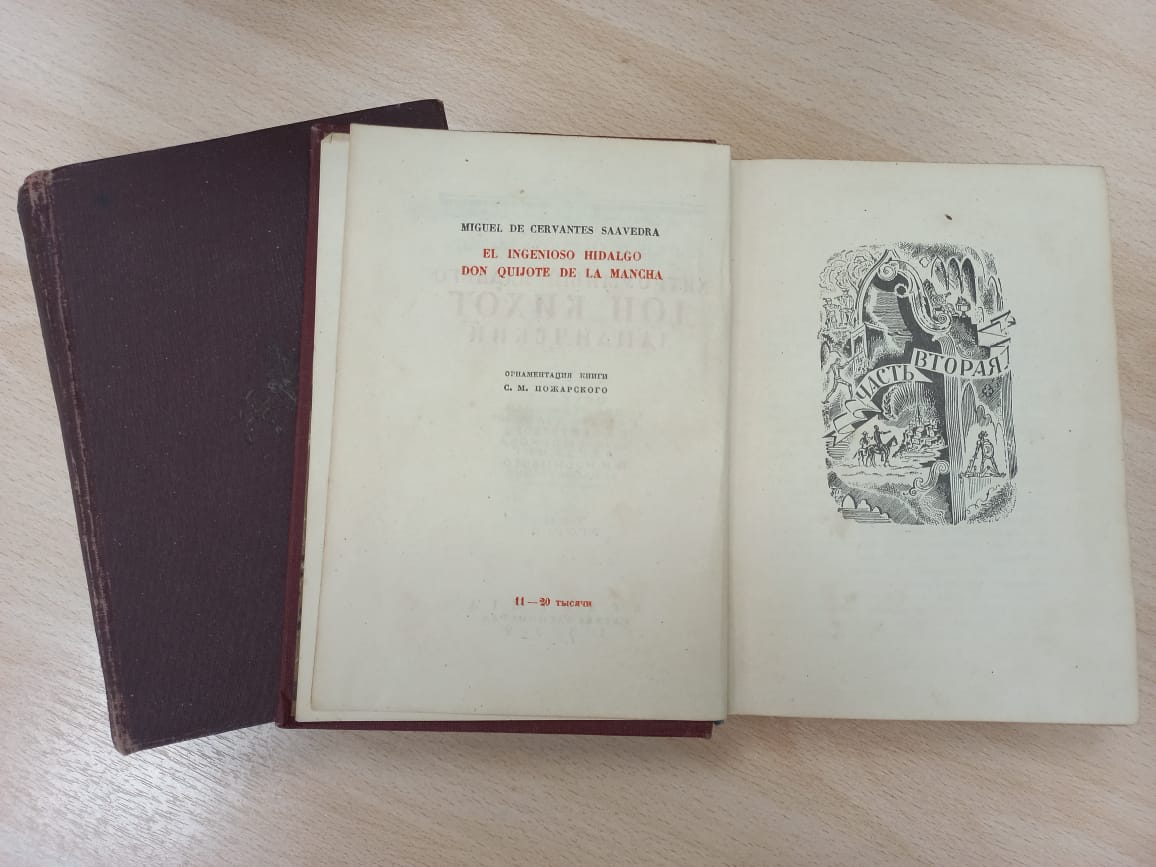 MIGUEL DE CERVANTES SAAVEDRA
EL INGENIOSO HIDALGO
DON QUIJOTE DE LA MANCHA
ОРНАМЕНТАЦИЯ КНИГИ
С. М. ПОЖАРСКОГО
11—20 ТЫСЯЧИ
ЧАСТЬ ВТОРАЯ